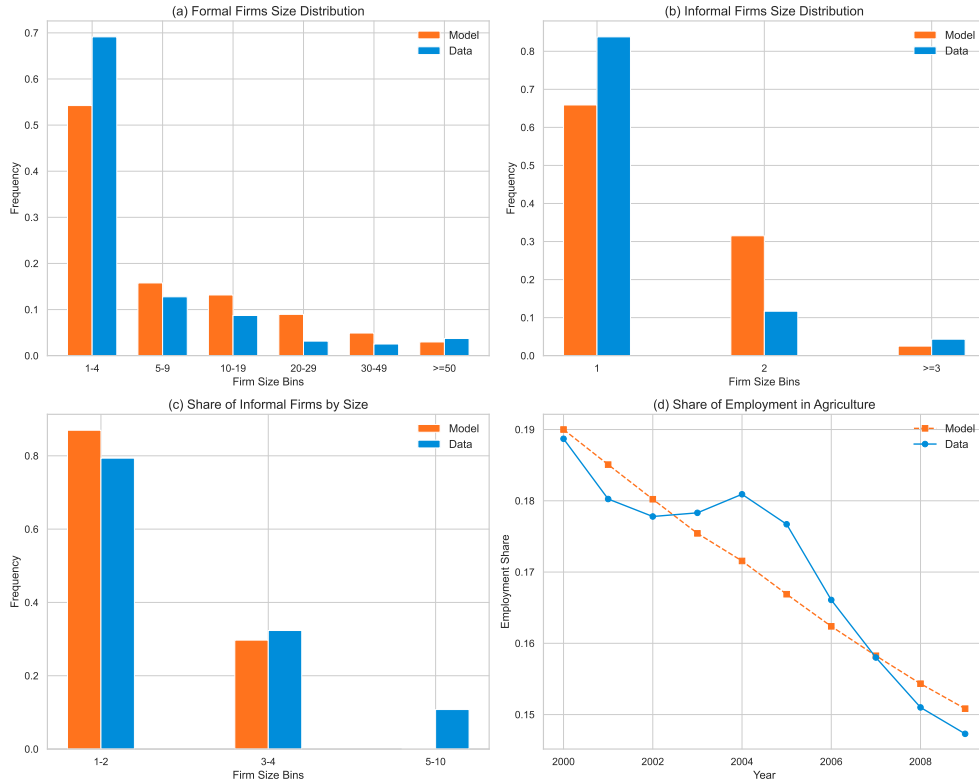 (a) Formal Firms Size Distribution
Model
Data
Frequency
0.7
0.6
0.5
0.4
0.3
0.2
0.1
0.0
1-4 5-9 10-19 20-29 30-49 >=50
Firm Size Bins
(b) Informal Firms Size Distribution
Model
Data
Frequency
0.8
0.7
0.6
0.5
0.4
0.3
0.2
0.1
0.0
1 2 >=3
Firm Size Bins
(c) Share of Informal Firms by Size
Model
Data
Frequency
0.8
0.6
0.4
0.2
0.0
1-2 3-4 5-10
Firm Size Bins
(d) Share of Employment in Agriculture
Model
Data
Employment Share
0.19
0.18
0.17
0.16
0.15
2000 2002 2004 2006 2008
Year